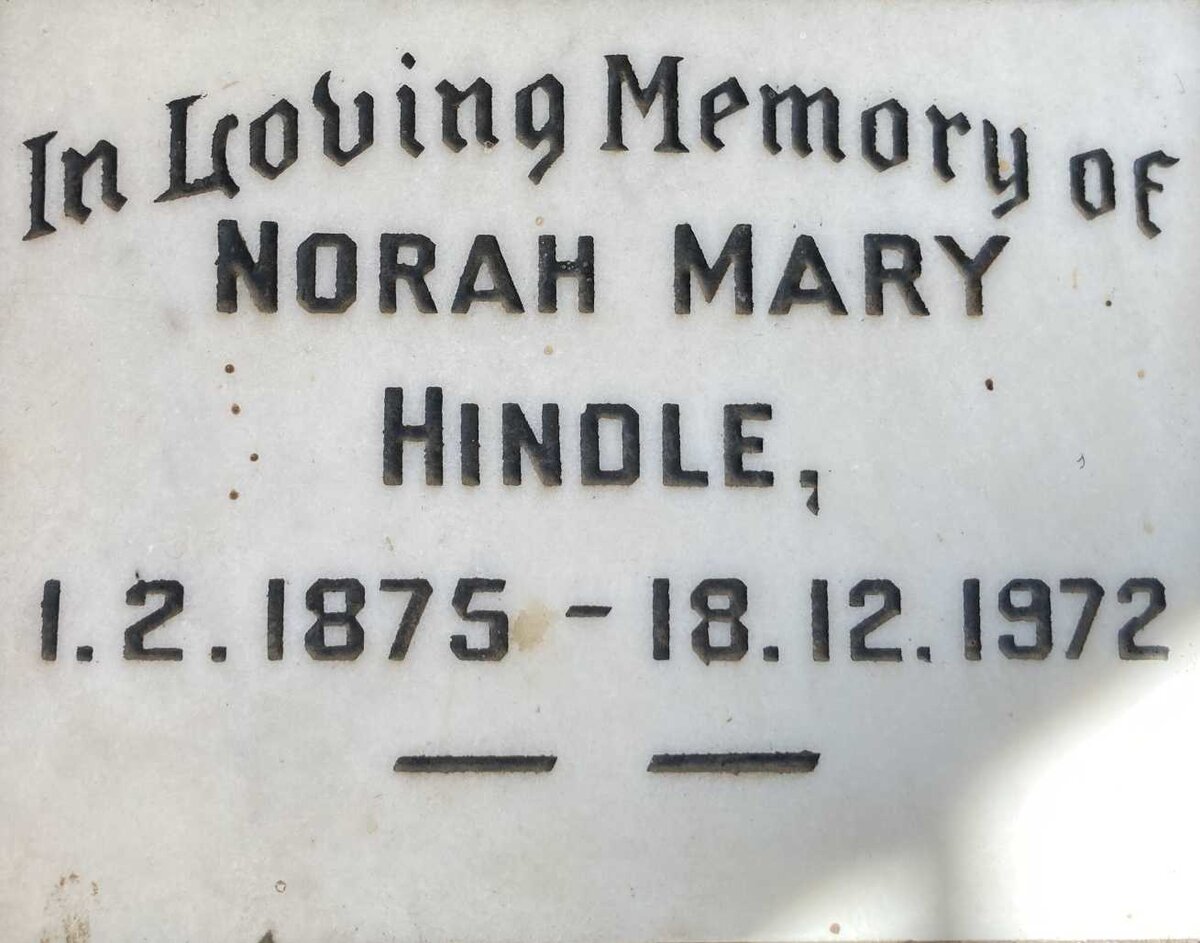 In Loving Memory of
NORAH MARY
HINDLE,
1.2.1875 - 18.12.1972